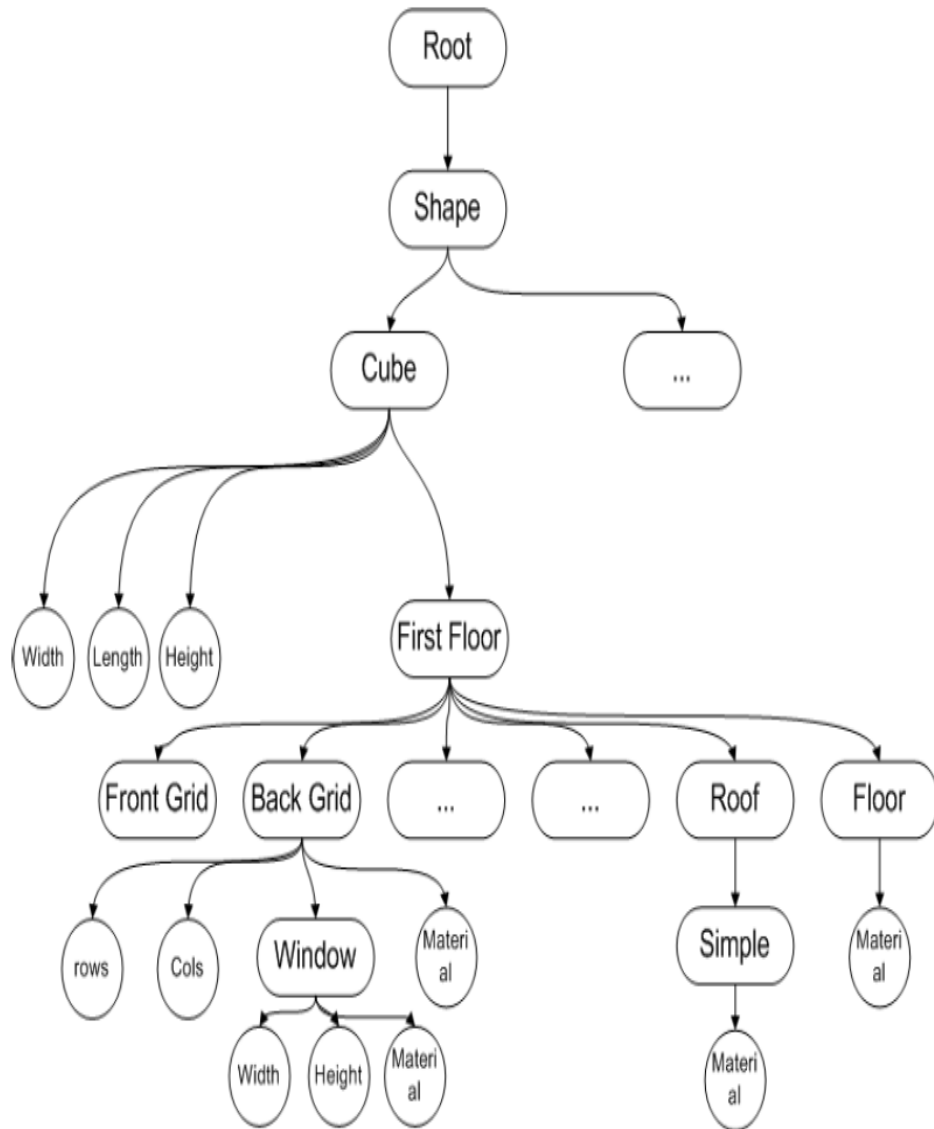 Root
Shape
Cube
...
Width
Length
Height
First Floor
Front Grid
Back Grid
...
...
Roof
Floor
rows
Cols
Window
Materi
al
Simple
Materi
al
Width
Height
Materi
al
Materi
al